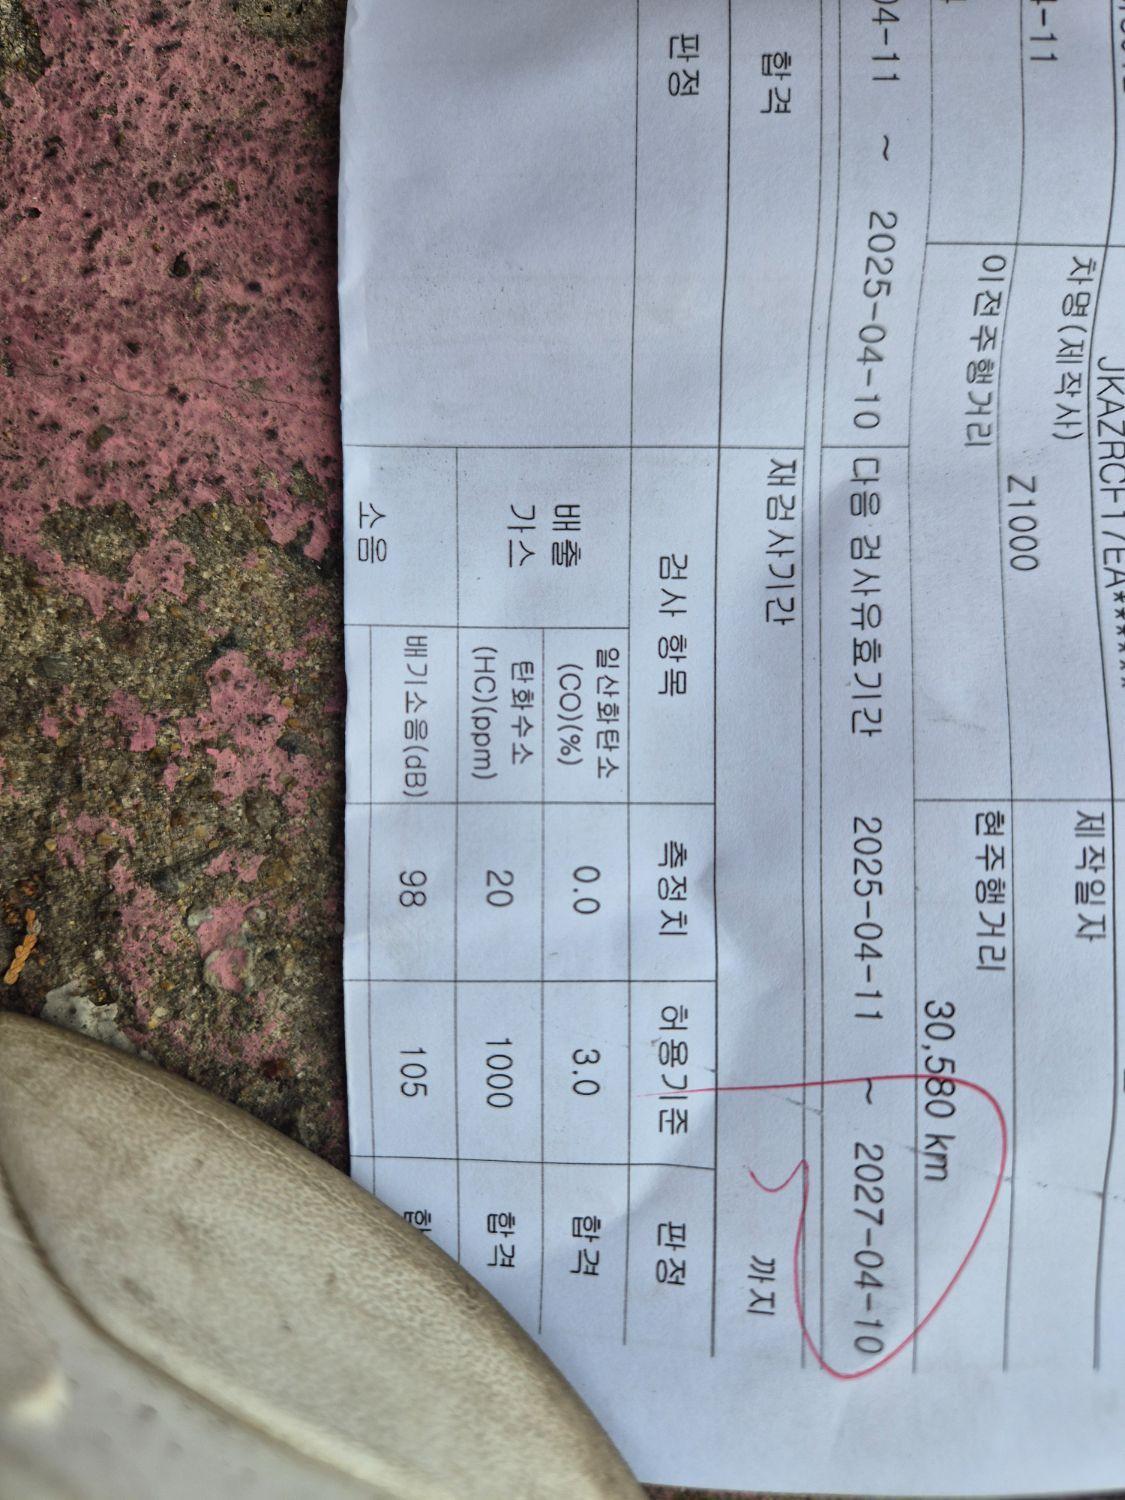 JKAZRCF17EA*****
-11
차명(제작사)
Z1000
제작일자
이전주행거리
현주행거리
30,580 km
04-11 ~ 2025-04-10
다음 검사유효기간
2025-04-11 ~ 2027-04-10
합격
재검사기간
까지
판정
검사 항목
측정치
허용기준
판정
배출
가스
일산화탄소
(CO)(%)
0.0
3.0
합격
탄화수소
(HC)(ppm)
20
1000
합격
소음
배기소음(dB)
98
105
합